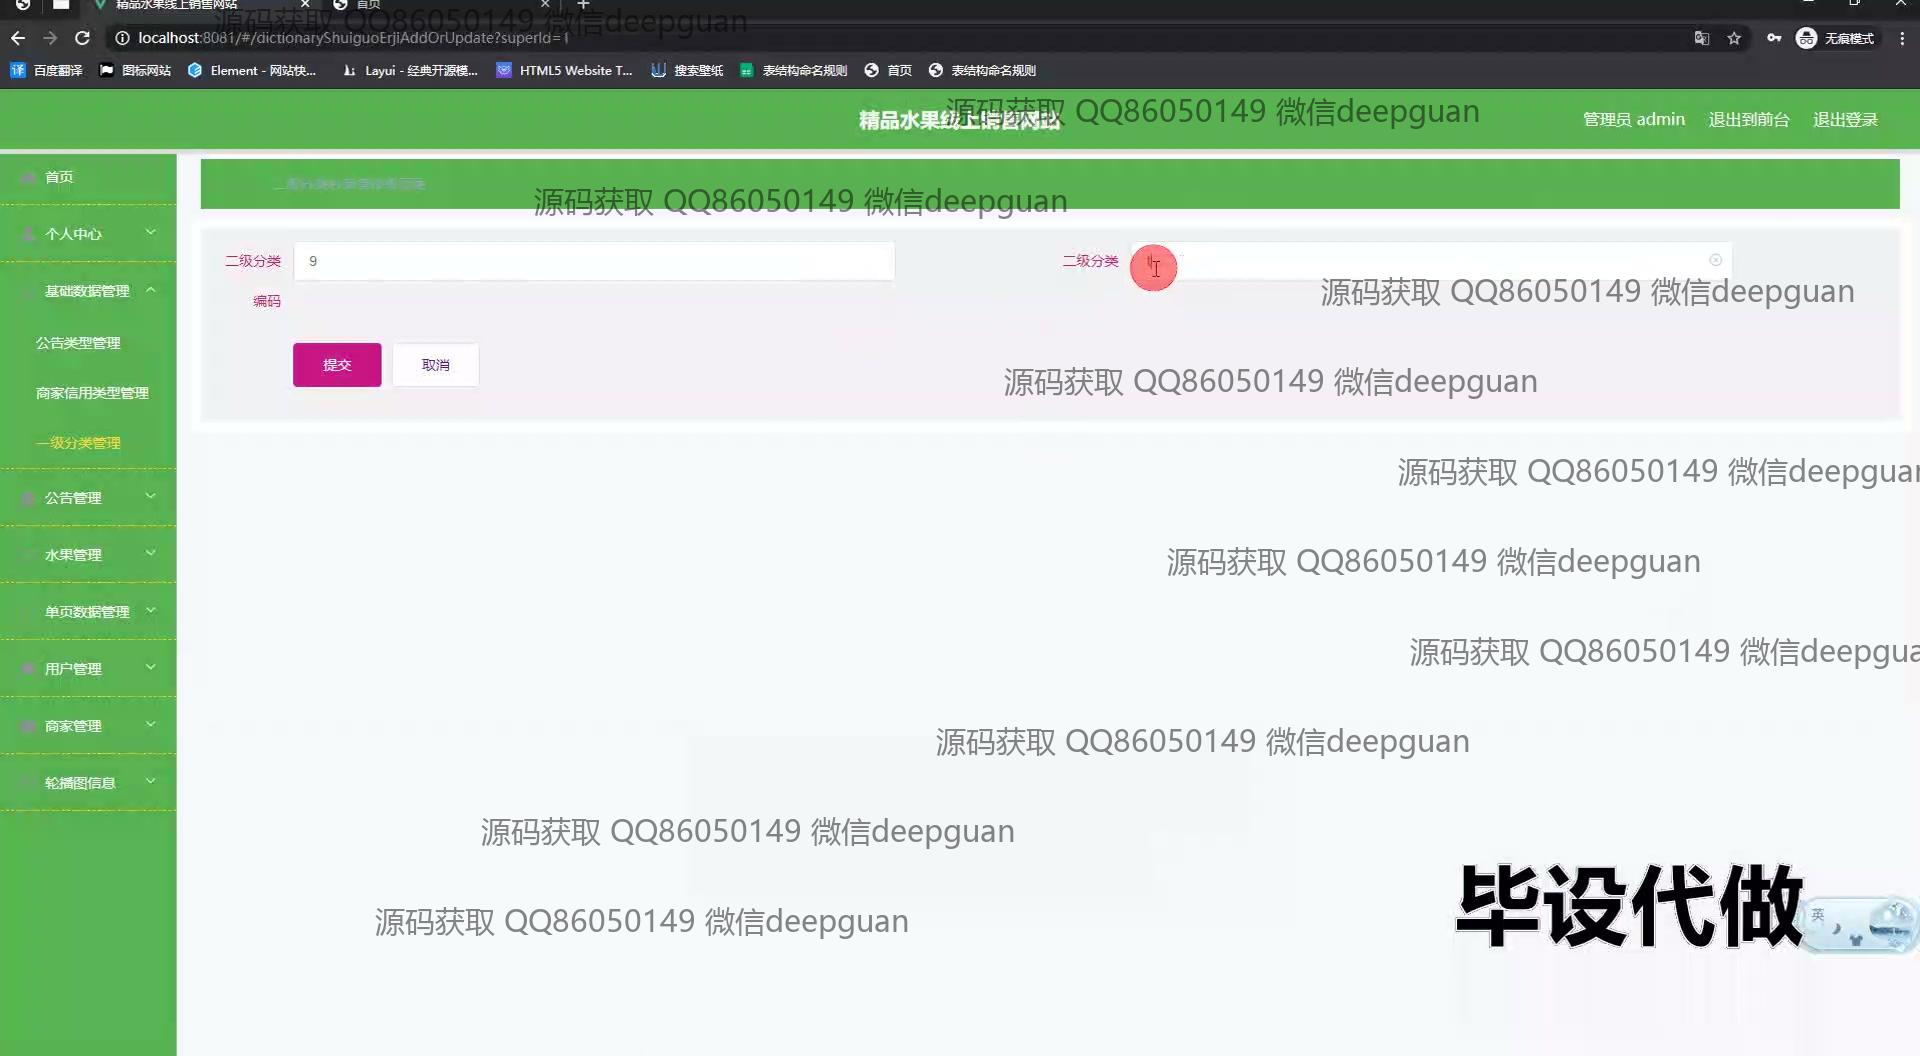 精品水果线上销售网站
首页
源码获取 QQ86050149 微信deepguan
localhost:8081/#/dictionaryShuiguoErjiAddOrUpdate?superId=1
无痕模式
百度翻译
图标网站
Element - 网站快...
Layui - 经典开源模...
HTML5 Website T...
搜索壁纸
表结构命名规则
首页
表结构命名规则
精品水果线上销售网站
源码获取 QQ86050149 微信deepguan
管理员 admin
退出到前台
退出登录
首页
个人中心
基础数据管理
公告类型管理
商家信用类型管理
一级分类管理
公告管理
水果管理
单页数据管理
用户管理
商家管理
轮播图信息
源码获取 QQ86050149 微信deepguan
二级分类
编码
9
二级分类
提交
取消
源码获取 QQ86050149 微信deepguan
源码获取 QQ86050149 微信deepguan
源码获取 QQ86050149 微信deepguan
源码获取 QQ86050149 微信deepguan
源码获取 QQ86050149 微信deepgua
源码获取 QQ86050149 微信deepguan
源码获取 QQ86050149 微信deepguan
源码获取 QQ86050149 微信deepguan
毕设代做
英